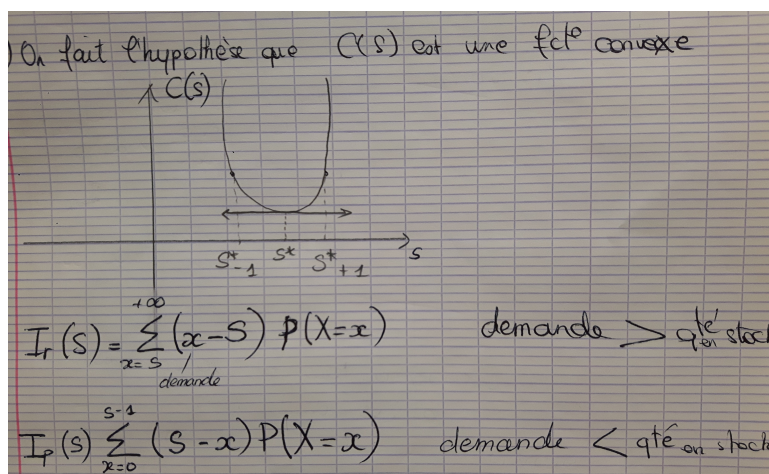 ) On fait l'hypothèse que C(S) est une fct° convexe
C(S)
S*-1 S* S*+1 S
Ir(S) = +∞ Σ x=S (x-S) P(X=x) demande > qté en stock
demande
Ip(S) S-1 Σ x=0 (S-x) P(X=x) demande < qté en stock